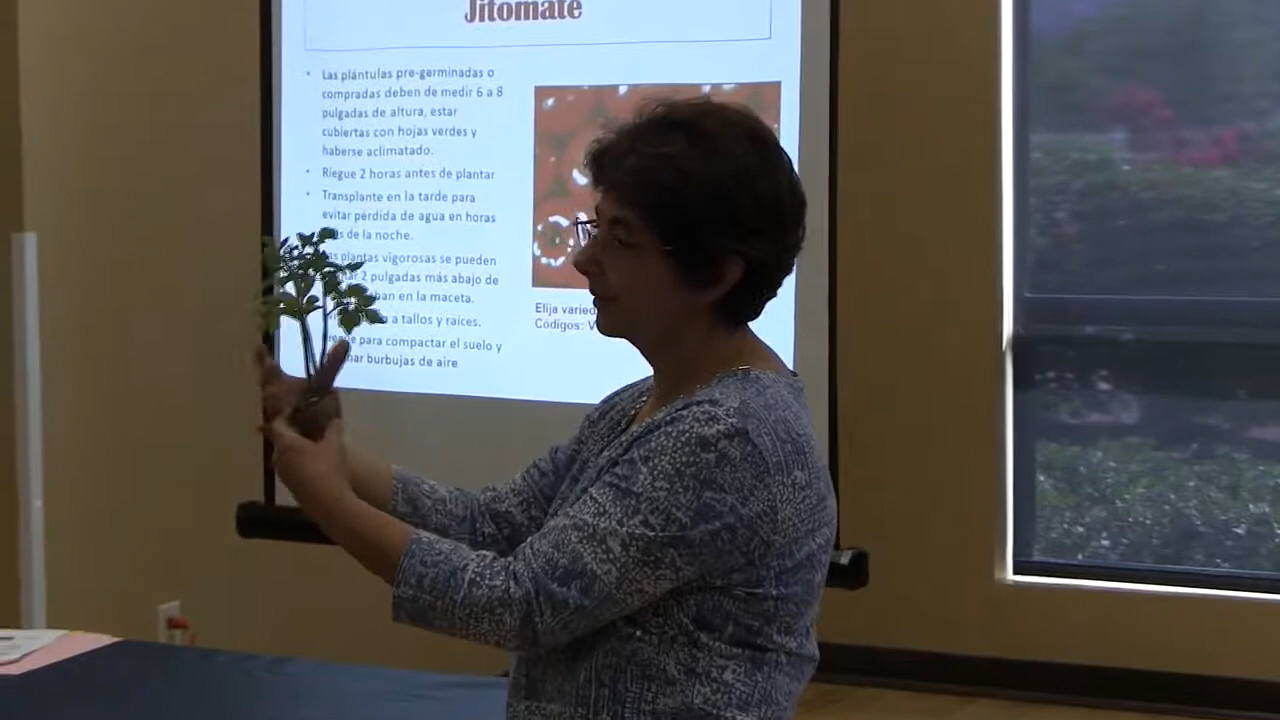 Jitomate
Las plántulas pre-germinadas o
compradas deben de medir 6 a 8
pulgadas de altura, estar
cubiertas con hojas verdes y
haberse aclimatado.
Riegue 2 horas antes de plantar
Transplante en la tarde para
evitar pérdida de agua en horas
de la noche.
plantas vigorosas se pueden
2 pulgadas más abajo de
en la maceta.
a tallos y raíces.
para compactar el suelo y
burbujas de aire
Elija
Códigos: